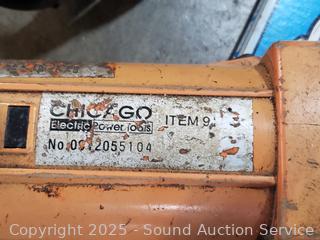 CHICAGO
Electric Power Tools
ITEM 9
No. 2055104
Copyright 2025 - Sound Auction Service